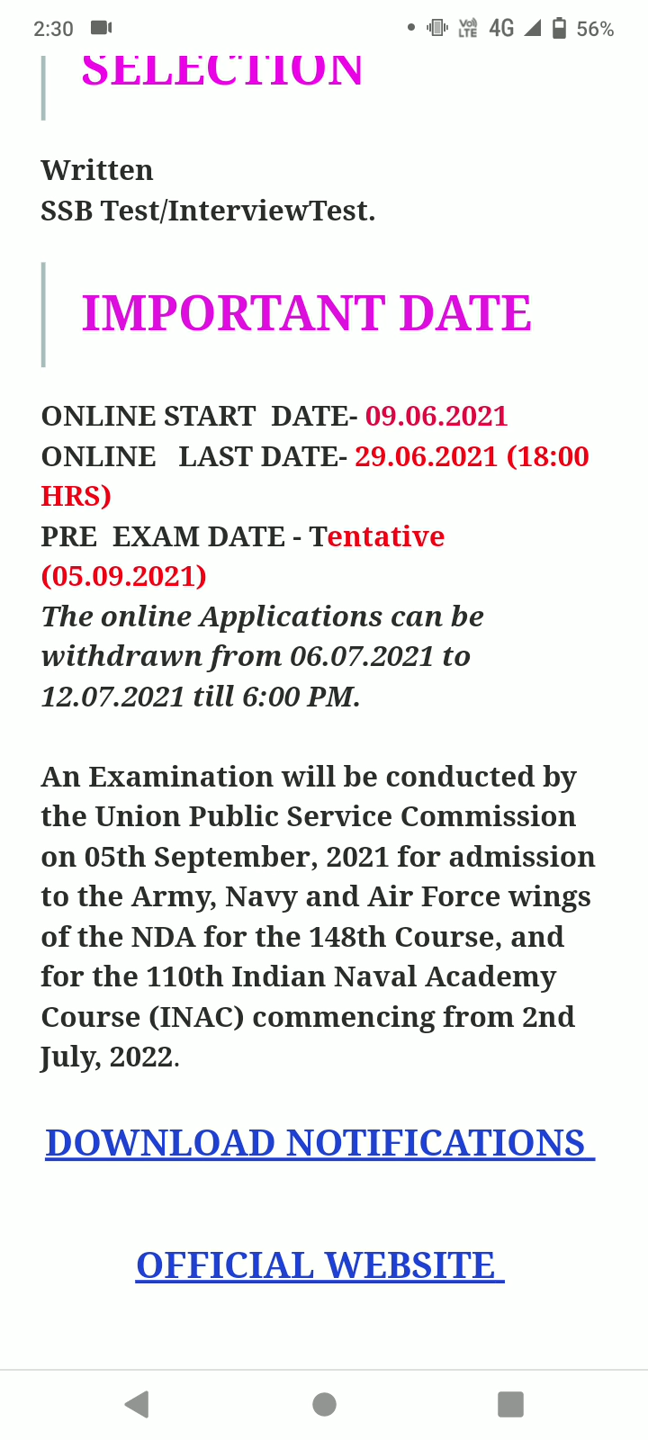 2:30 VoLTE 4G 56%
SELECTION
Written
SSB Test/InterviewTest.
IMPORTANT DATE
ONLINE START DATE- 09.06.2021
ONLINE LAST DATE- 29.06.2021 (18:00
HRS)
PRE EXAM DATE - Tentative
(05.09.2021)
The online Applications can be
withdrawn from 06.07.2021 to
12.07.2021 till 6:00 PM.
An Examination will be conducted by
the Union Public Service Commission
on 05th September, 2021 for admission
to the Army, Navy and Air Force wings
of the NDA for the 148th Course, and
for the 110th Indian Naval Academy
Course (INAC) commencing from 2nd
July, 2022.
DOWNLOAD NOTIFICATIONS
OFFICIAL WEBSITE